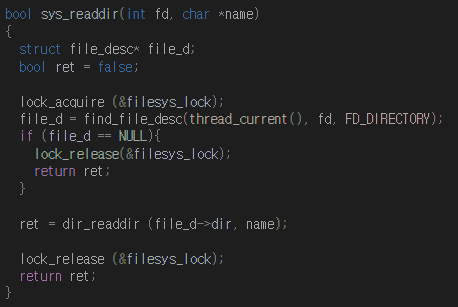 bool sys_readdir(int fd, char *name)
{
  struct file_desc* file_d;
  bool ret = false;

  lock_acquire (&filesys_lock);
  file_d = find_file_desc(thread_current(), fd, FD_DIRECTORY);
  if (file_d == NULL){
    lock_release(&filesys_lock);
    return ret;
  }

  ret = dir_readdir (file_d->dir, name);

  lock_release (&filesys_lock);
  return ret;
}